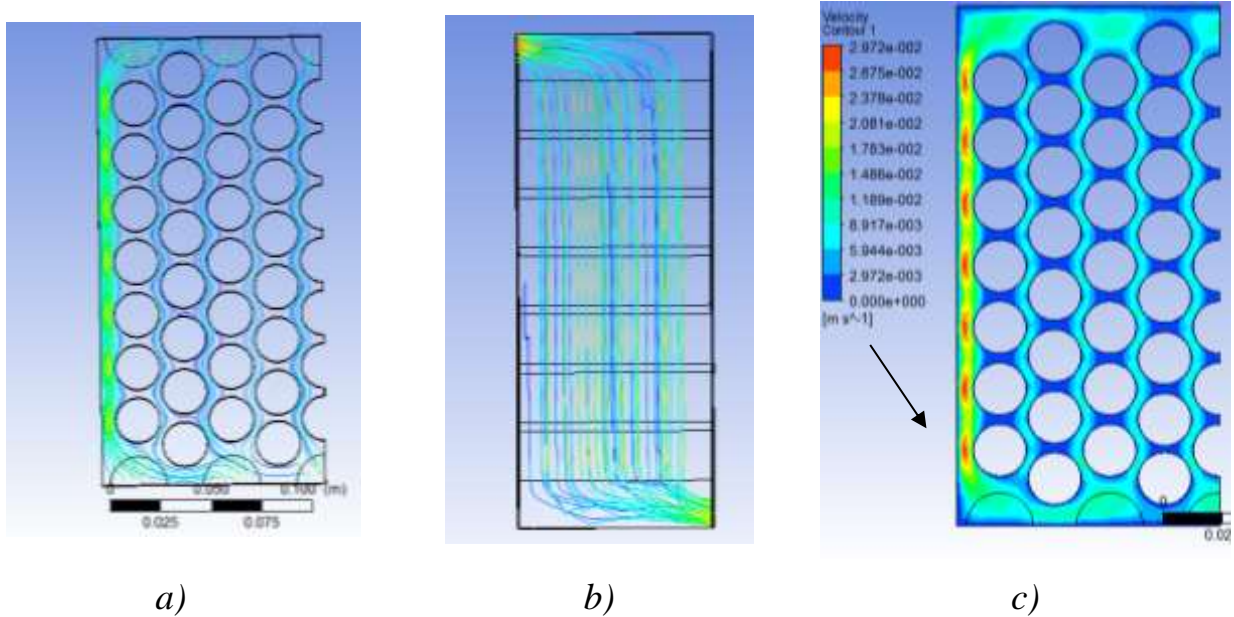 Velocity
Contour 1
2.972e-002
2.675e-002
2.378e-002
2.081e-002
1.783e-002
1.486e-002
1.189e-002
8.917e-003
5.944e-003
2.972e-003
0.000e+000
[m s^-1]
0 0.050 0.100 (m)
0.025 0.075
0
0.02
a) b) c)